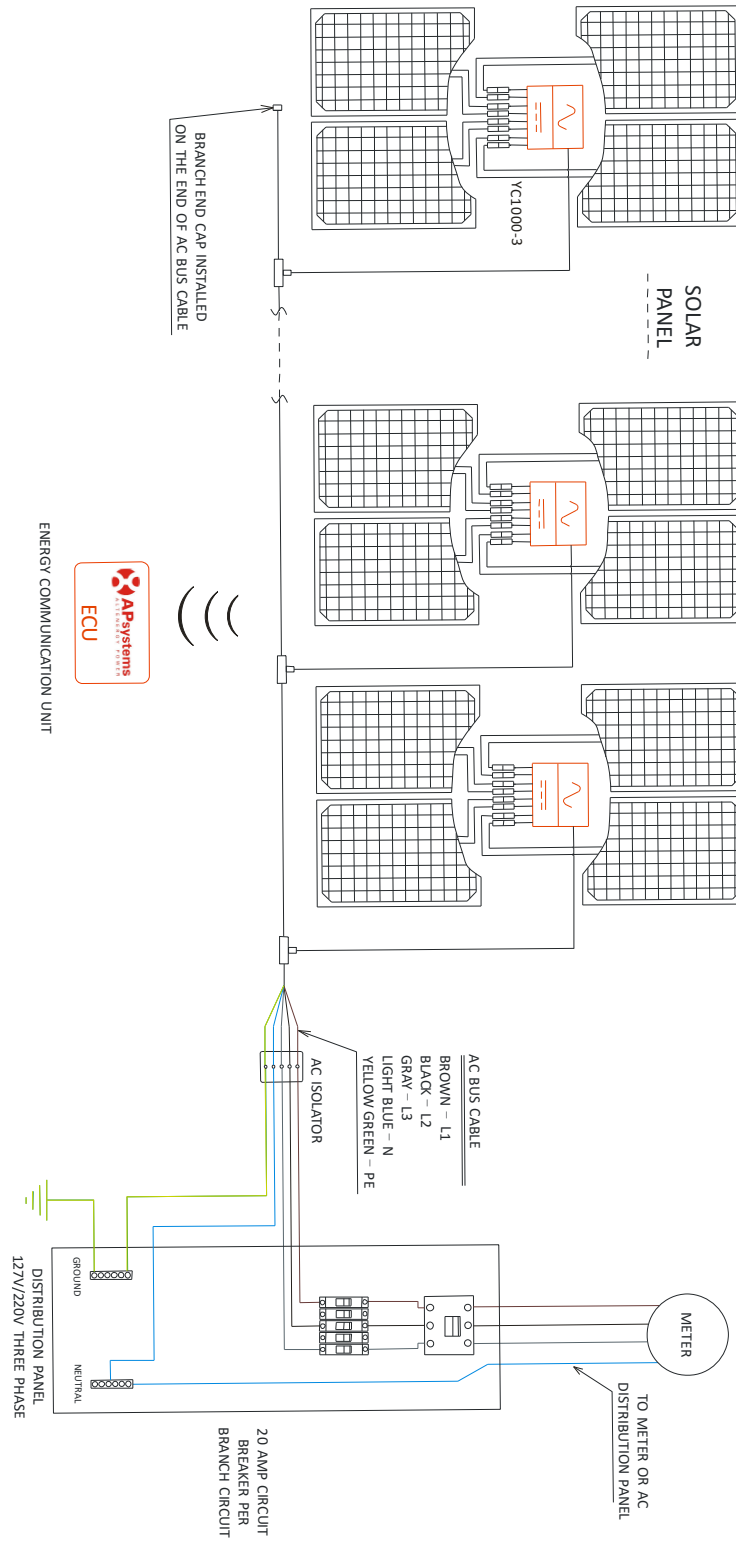 SOLAR
PANEL
YC1000-3
BRANCH END CAP INSTALLED
ON THE END OF AC BUS CABLE
APsystems
ALTENERGY POWER
ECU
ENERGY COMMUNICATION UNIT
AC BUS CABLE
BROWN – L1
BLACK – L2
GRAY – L3
LIGHT BLUE – N
YELLOW GREEN – PE
AC ISOLATOR
METER
TO METER OR AC
DISTRIBUTION PANEL
GROUND
NEUTRAL
DISTRIBUTION PANEL
127V/220V THREE PHASE
20 AMP CIRCUIT
BREAKER PER
BRANCH CIRCUIT